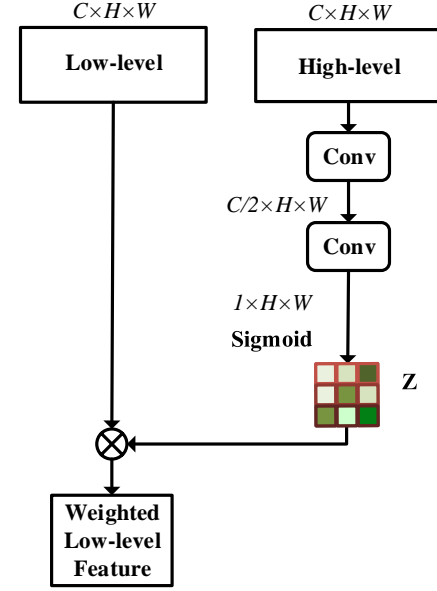 C×H×W
C×H×W
Low-level
High-level
Conv
C/2×H×W
Conv
1×H×W
Sigmoid
Z
Weighted
Low-level
Feature